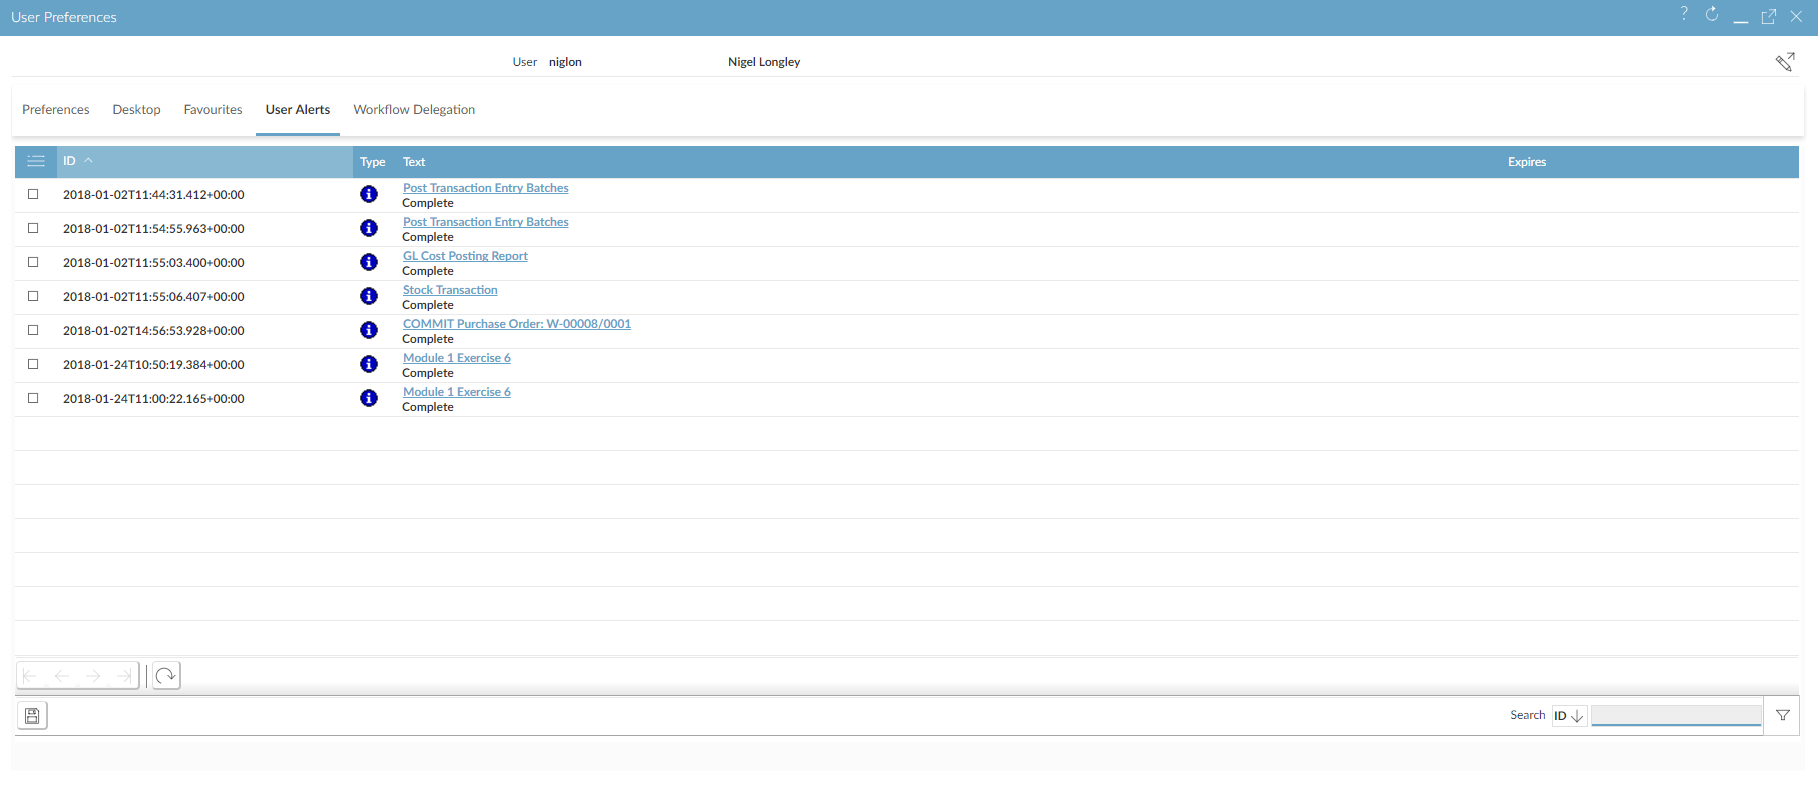 User Preferences
?
User niglon Nigel Longley
Preferences Desktop Favourites User Alerts Workflow Delegation
ID Type Text Expires
2018-01-02T11:44:31.412+00:00 Post Transaction Entry Batches
Complete
2018-01-02T11:54:55.963+00:00 Post Transaction Entry Batches
Complete
2018-01-02T11:55:03.400+00:00 GL Cost Posting Report
Complete
2018-01-02T11:55:06.407+00:00 Stock Transaction
Complete
2018-01-02T14:56:53.928+00:00 COMMIT Purchase Order: W-00008/0001
Complete
2018-01-24T10:50:19.384+00:00 Module 1 Exercise 6
Complete
2018-01-24T11:00:22.165+00:00 Module 1 Exercise 6
Complete
Search ID